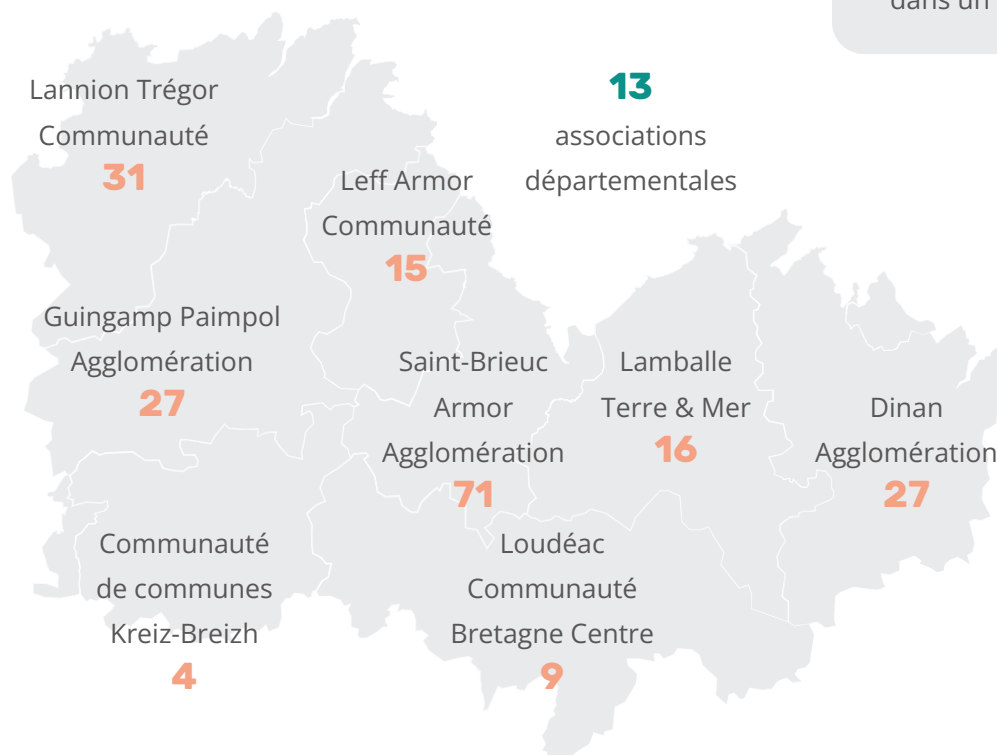 dans un
Lannion Trégor
Communauté
31
13
associations
départementales
Leff Armor
Communauté
15
Guingamp Paimpol
Agglomération
27
Saint-Brieuc
Armor
Agglomération
71
Lamballe
Terre & Mer
16
Dinan
Agglomération
27
Communauté
de communes
Kreiz-Breizh
4
Loudéac
Communauté
Bretagne Centre
9